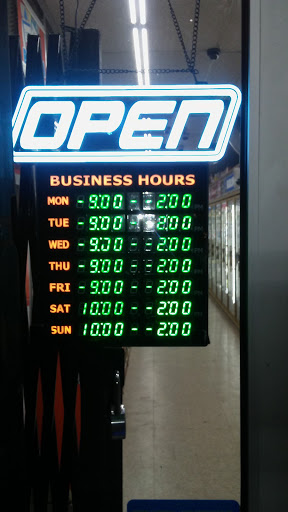 OPEN
BUSINESS HOURS
MON - 9:00 - - 2:00
TUE - 9:00 - - 2:00
WED - 9:00 - - 2:00
THU - 9:00 - - 2:00
FRI - 9:00 - - 2:00
SAT 10:00 - - 2:00
SUN 10:00 - - 2:00